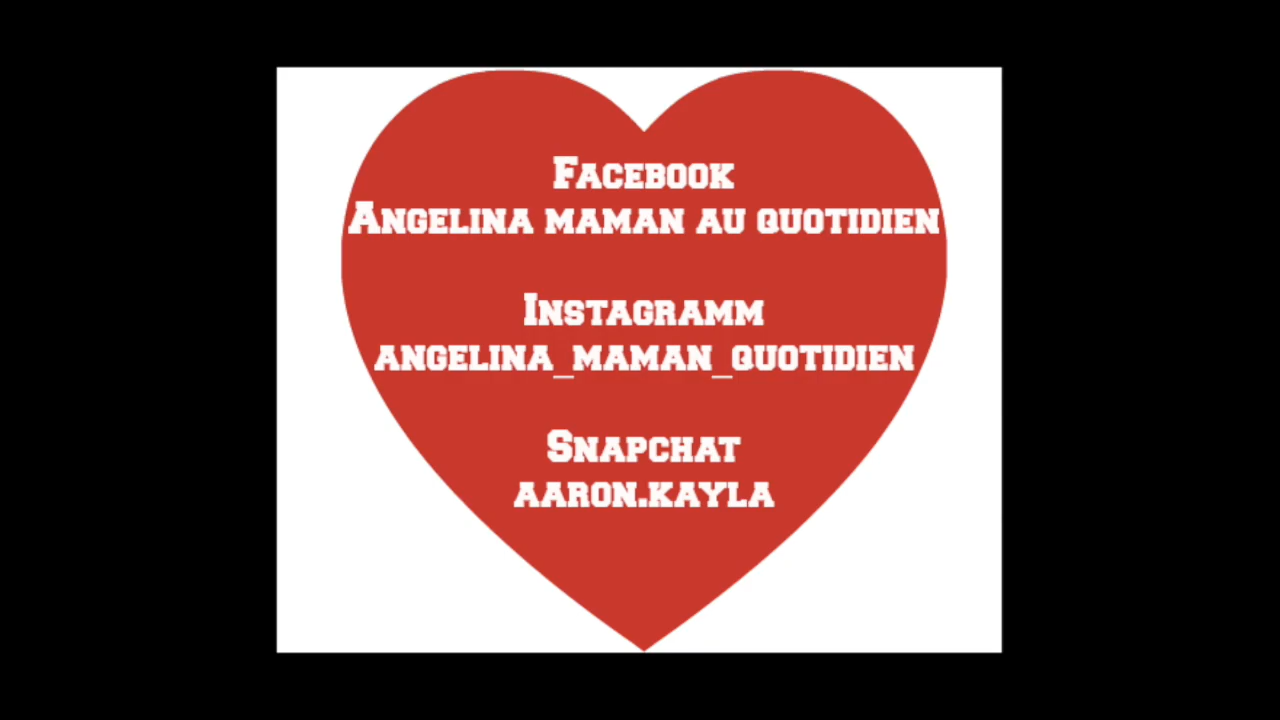 Facebook
Angelina maman au quotidien
Instagramm
angelina_maman_quotidien
Snapchat
aaron.kayla